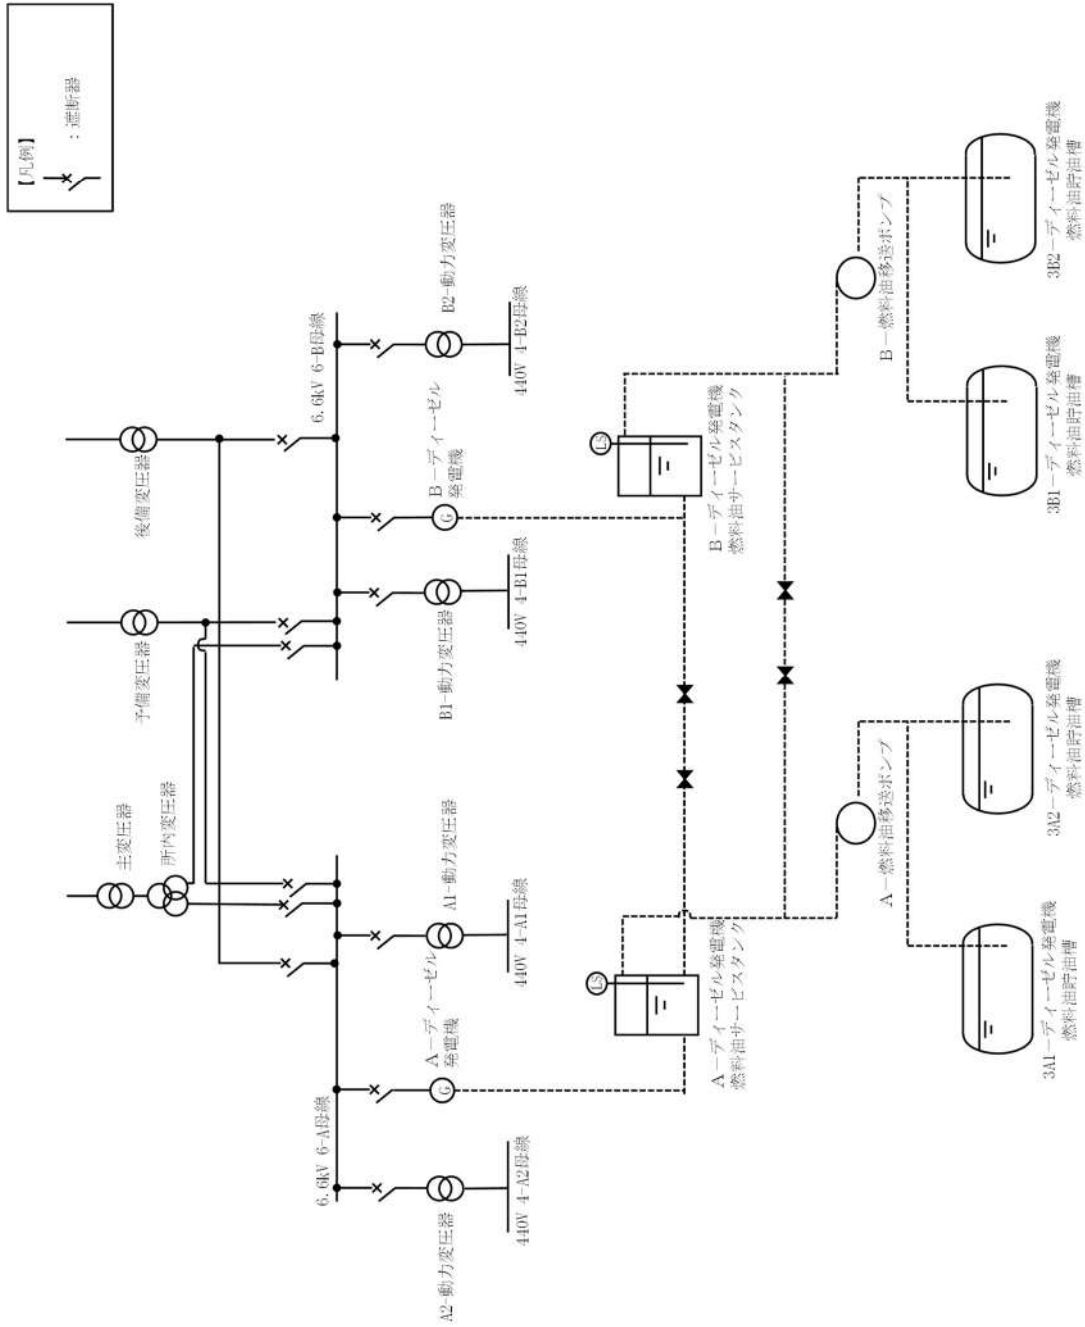 【凡例】
：遮断器
主変圧器
所内変圧器
予備変圧器
後備変圧器
6.6kV 6-A母線
6.6kV 6-B母線
A2-動力変圧器
440V 4-A2母線
A－ディーゼル
発電機
A1-動力変圧器
440V 4-A1母線
B1-動力変圧器
440V 4-B1母線
B－ディーゼル
発電機
B2-動力変圧器
440V 4-B2母線
G
G
LS
LS
A－ディーゼル発電機
燃料油サービスタンク
B－ディーゼル発電機
燃料油サービスタンク
A－燃料油移送ポンプ
B－燃料油移送ポンプ
3A1－ディーゼル発電機
燃料油貯油槽
3A2－ディーゼル発電機
燃料油貯油槽
3B1－ディーゼル発電機
燃料油貯油槽
3B2－ディーゼル発電機
燃料油貯油槽